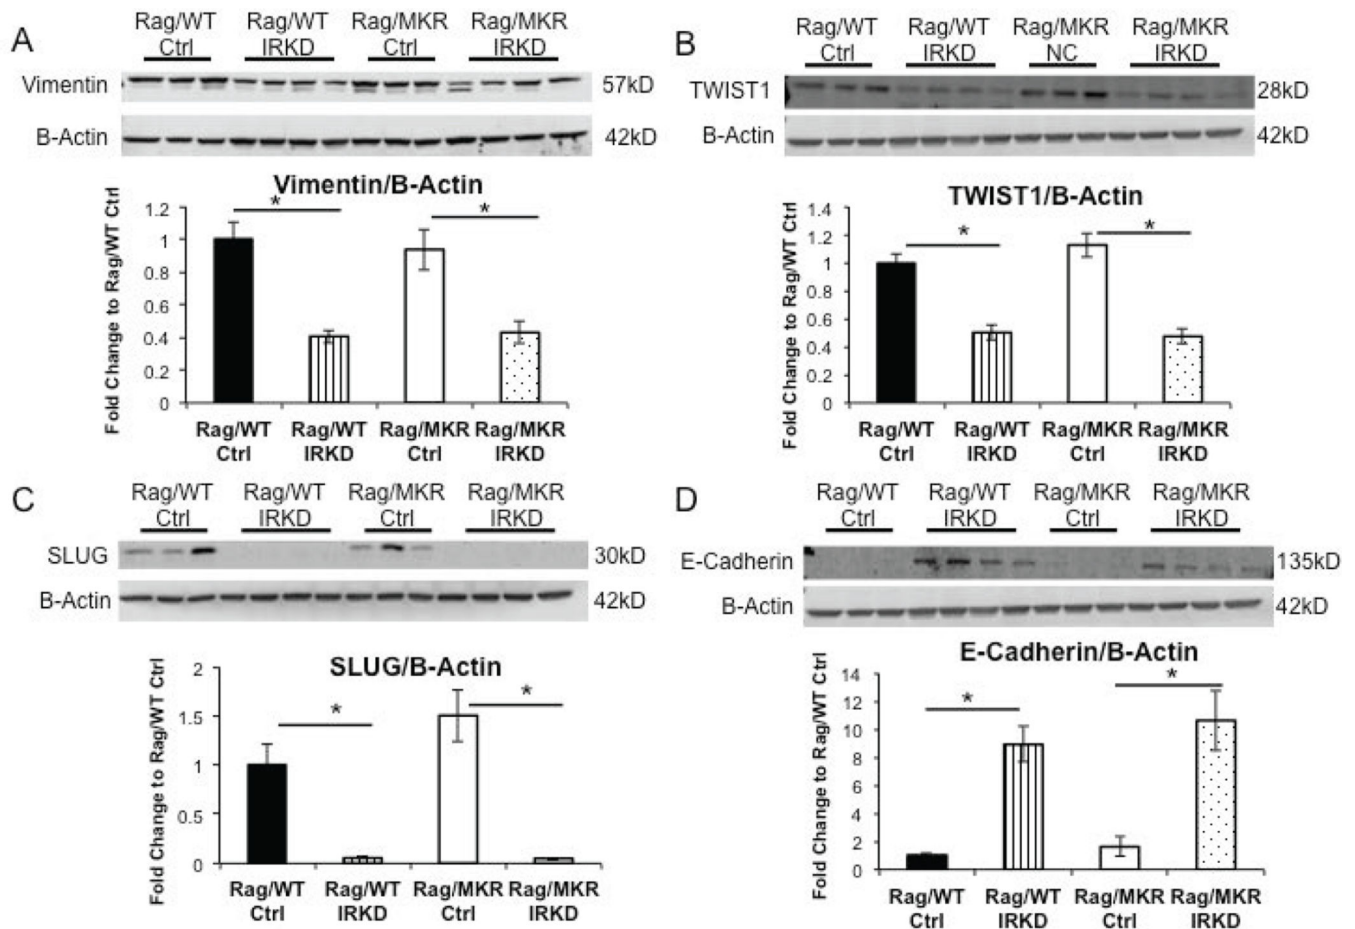 A
Rag/WT Rag/WT Rag/MKR Rag/MKR
Ctrl IRKD Ctrl IRKD
Vimentin 57kD
B-Actin 42kD
Vimentin/B-Actin
Fold Change to Rag/WT Ctrl
* *
1.2
1
0.8
0.6
0.4
0.2
0
Rag/WT Rag/WT Rag/MKR Rag/MKR
Ctrl IRKD Ctrl IRKD
B
Rag/WT Rag/WT Rag/MKR Rag/MKR
Ctrl IRKD NC IRKD
TWIST1 28kD
B-Actin 42kD
TWIST1/B-Actin
Fold Change to Rag/WT Ctrl
* *
1.4
1.2
1
0.8
0.6
0.4
0.2
0
Rag/WT Rag/WT Rag/MKR Rag/MKR
Ctrl IRKD Ctrl IRKD
C
Rag/WT Rag/WT Rag/MKR Rag/MKR
Ctrl IRKD Ctrl IRKD
SLUG 30kD
B-Actin 42kD
SLUG/B-Actin
Fold Change to Rag/WT Ctrl
* *
2
1.5
1
0.5
0
Rag/WT Rag/WT Rag/MKR Rag/MKR
Ctrl IRKD Ctrl IRKD
D
Rag/WT Rag/WT Rag/MKR Rag/MKR
Ctrl IRKD Ctrl IRKD
E-Cadherin 135kD
B-Actin 42kD
E-Cadherin/B-Actin
Fold Change to Rag/WT Ctrl
* *
14
12
10
8
6
4
2
0
Rag/WT Rag/WT Rag/MKR Rag/MKR
Ctrl IRKD Ctrl IRKD